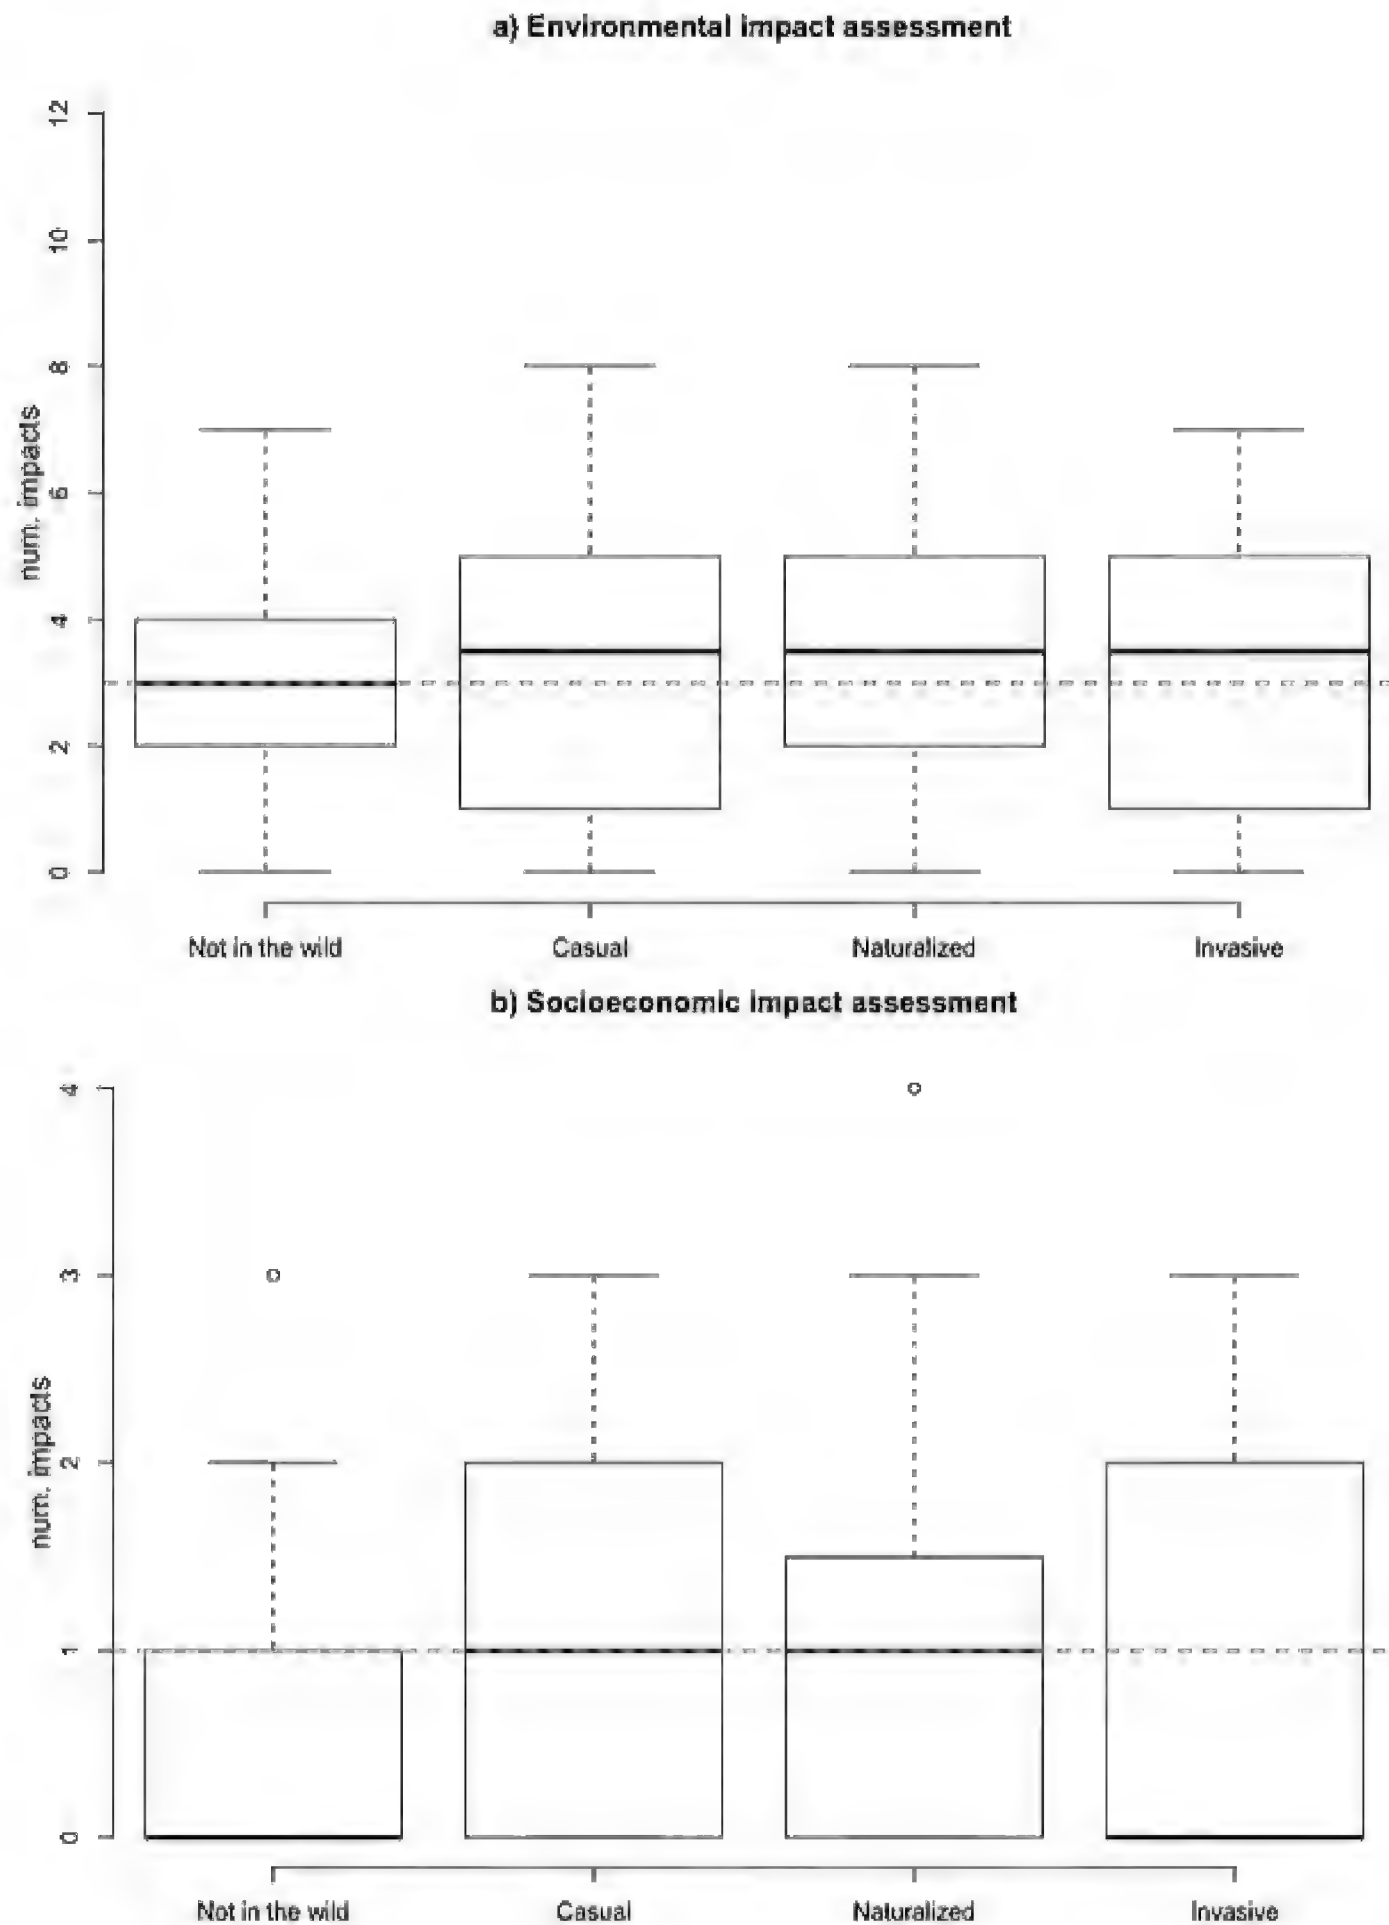 a) Environmental impact assessment
12
10
8
6
4
2
0
num. impacts
Not in the wild Casual Naturalized Invasive
b) Socioeconomic impact assessment
4
3
2
1
0
num. impacts
Not in the wild Casual Naturalized Invasive